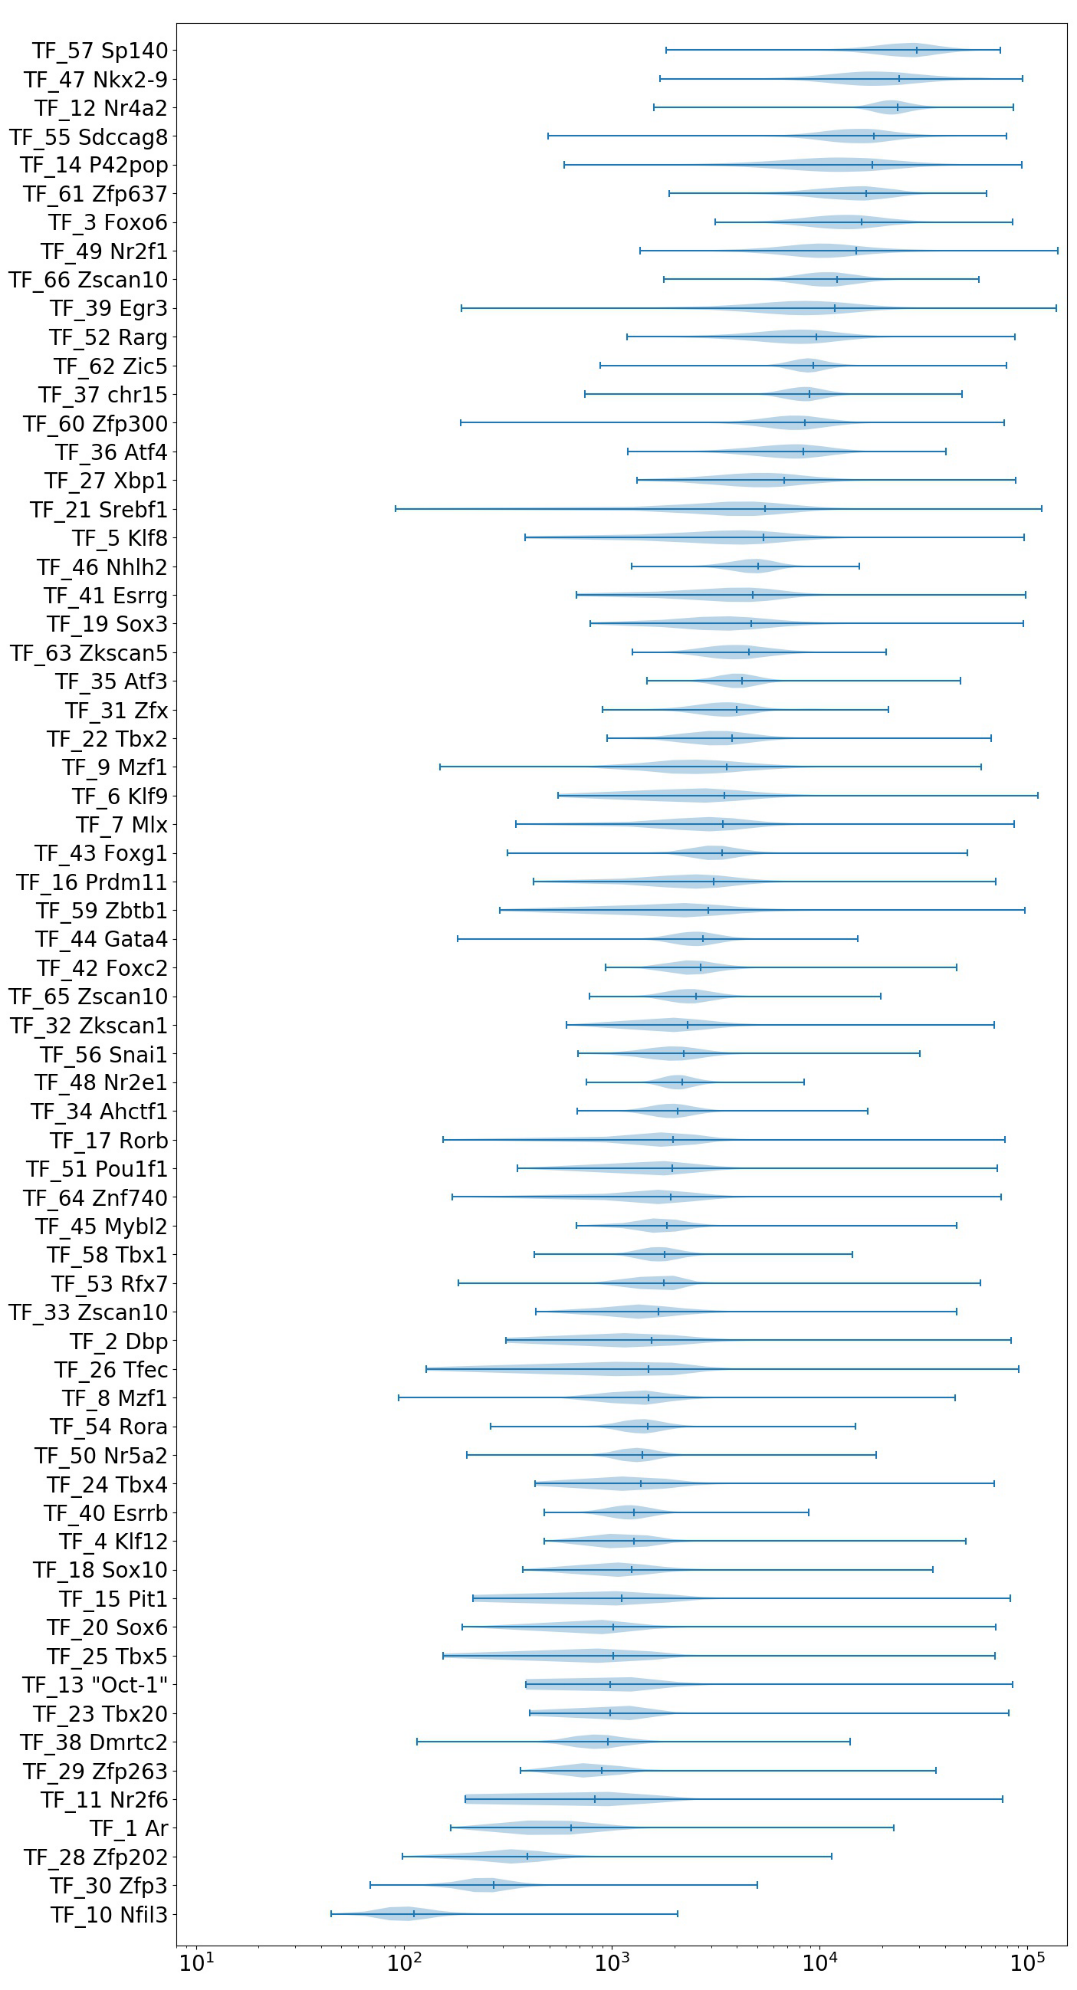 TF_57 Sp140
TF_47 Nkx2-9
TF_12 Nr4a2
TF_55 Sdccag8
TF_14 P42pop
TF_61 Zfp637
TF_3 Foxo6
TF_49 Nr2f1
TF_66 Zscan10
TF_39 Egr3
TF_52 Rarg
TF_62 Zic5
TF_37 chr15
TF_60 Zfp300
TF_36 Atf4
TF_27 Xbp1
TF_21 Srebf1
TF_5 Klf8
TF_46 Nhlh2
TF_41 Esrrg
TF_19 Sox3
TF_63 Zkscan5
TF_35 Atf3
TF_31 Zfx
TF_22 Tbx2
TF_9 Mzf1
TF_6 Klf9
TF_7 Mlx
TF_43 Foxg1
TF_16 Prdm11
TF_59 Zbtb1
TF_44 Gata4
TF_42 Foxc2
TF_65 Zscan10
TF_32 Zkscan1
TF_56 Snai1
TF_48 Nr2e1
TF_34 Ahctf1
TF_17 Rorb
TF_51 Pou1f1
TF_64 Znf740
TF_45 Mybl2
TF_58 Tbx1
TF_53 Rfx7
TF_33 Zscan10
TF_2 Dbp
TF_26 Tfec
TF_8 Mzf1
TF_54 Rora
TF_50 Nr5a2
TF_24 Tbx4
TF_40 Esrrb
TF_4 Klf12
TF_18 Sox10
TF_15 Pit1
TF_20 Sox6
TF_25 Tbx5
TF_13 "Oct-1"
TF_23 Tbx20
TF_38 Dmrtc2
TF_29 Zfp263
TF_11 Nr2f6
TF_1 Ar
TF_28 Zfp202
TF_30 Zfp3
TF_10 Nfil3
10¹ 10² 10³ 10⁴ 10⁵